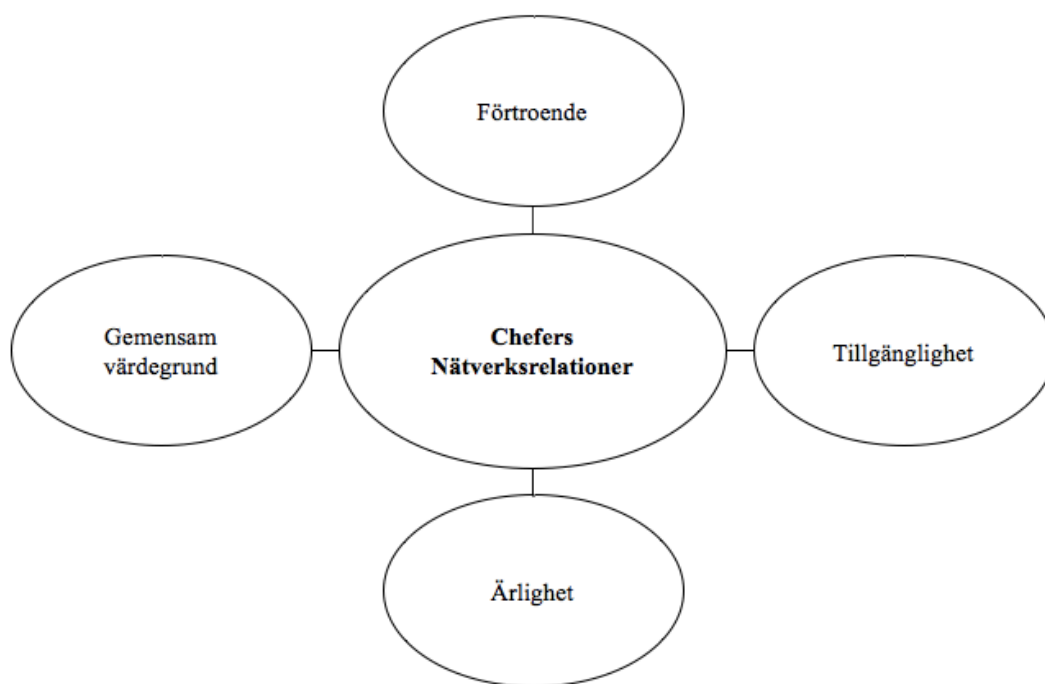 Förtroende
Gemensam
värdegrund
Chefers
Nätverksrelationer
Tillgänglighet
Ärlighet